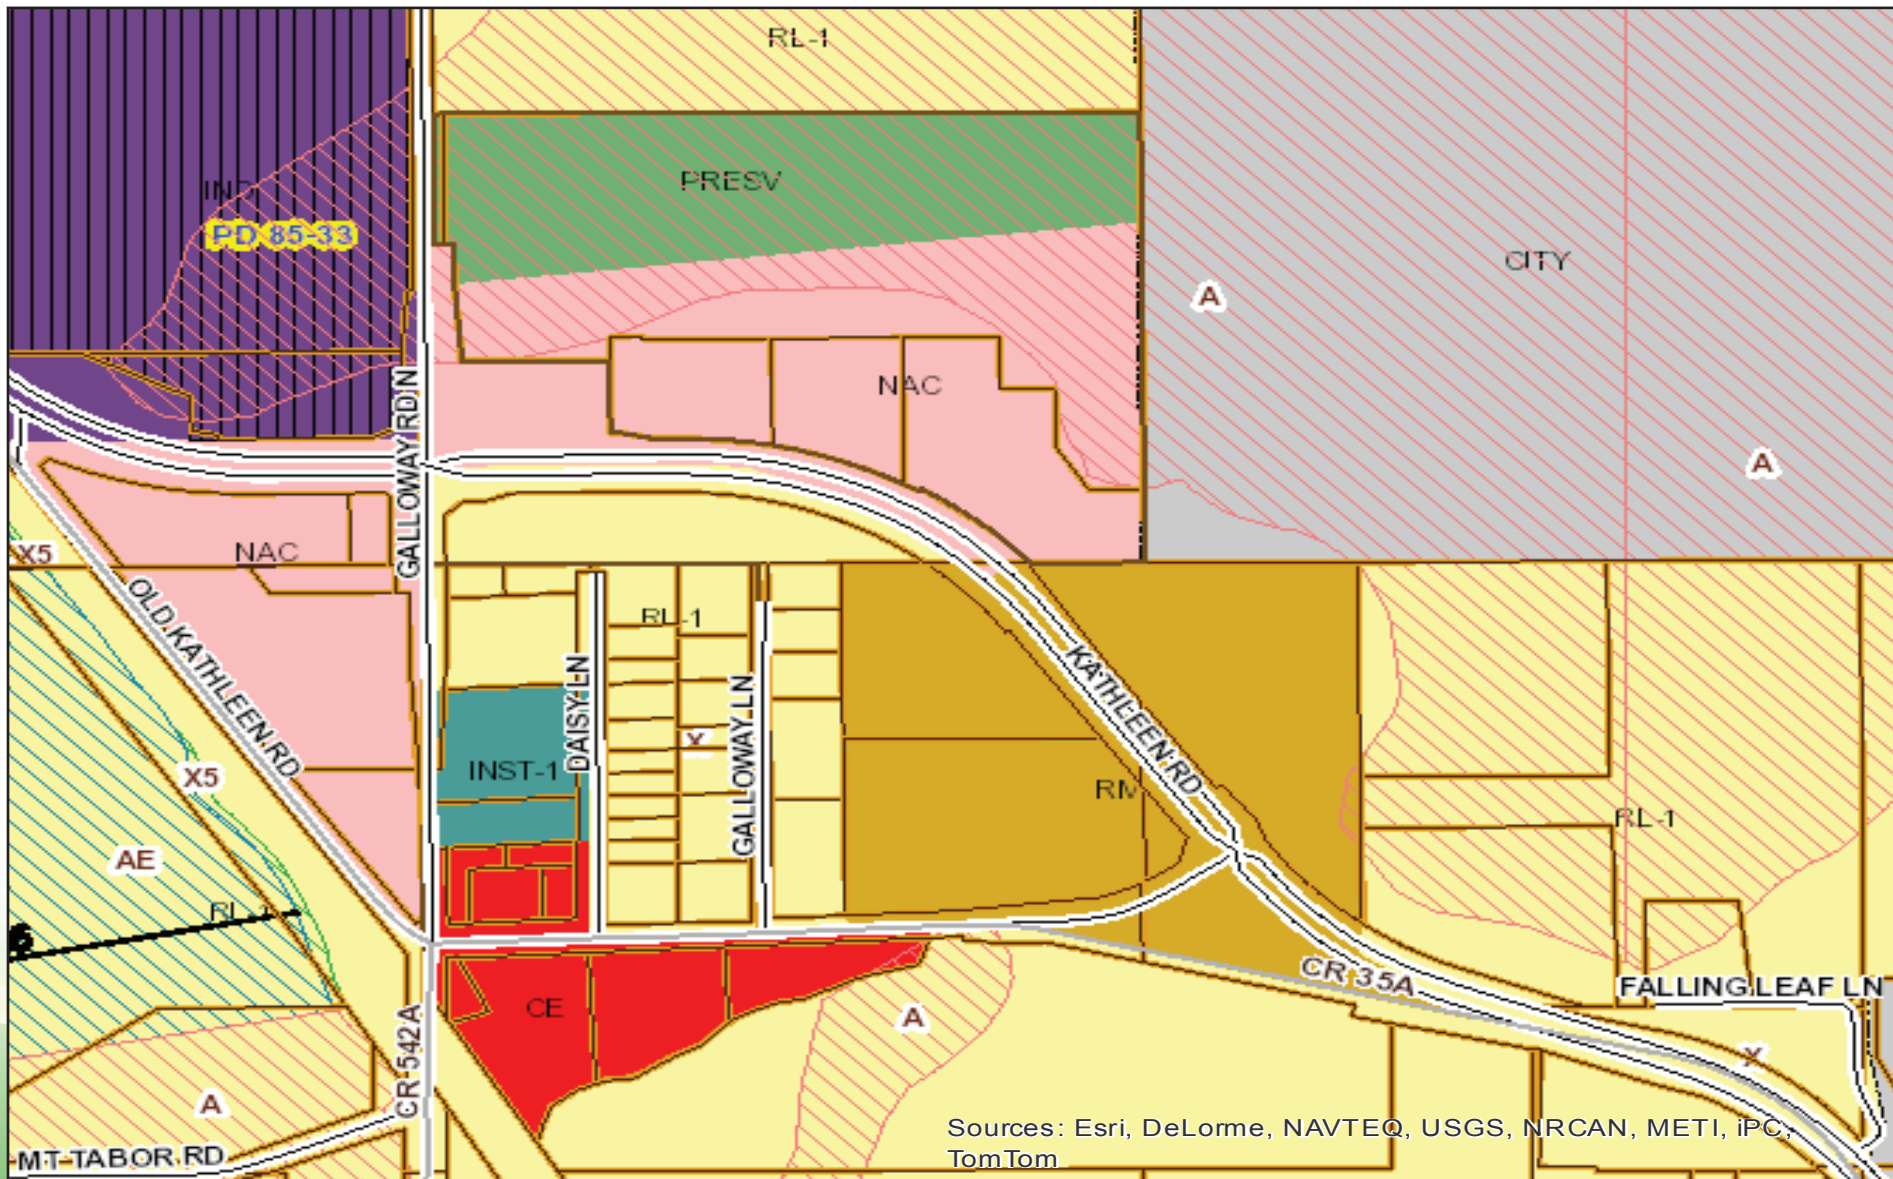 RL-1
PRESV
IND
PD 85-33
CITY
A
GALLOWAY RD N
NAC
A
NAC
X5
OLD KATHLEEN RD
RL-1
DAISY LN
GALLOWAY LN
KATHLEEN RD
X
INST-1
X5
RM
RL-1
AE
RL-1
CR 35A
FALLING LEAF LN
CE
A
CR 542A
X
A
MT TABOR RD
Sources: Esri, DeLorme, NAVTEQ, USGS, NRCAN, METI, iPC,
TomTom